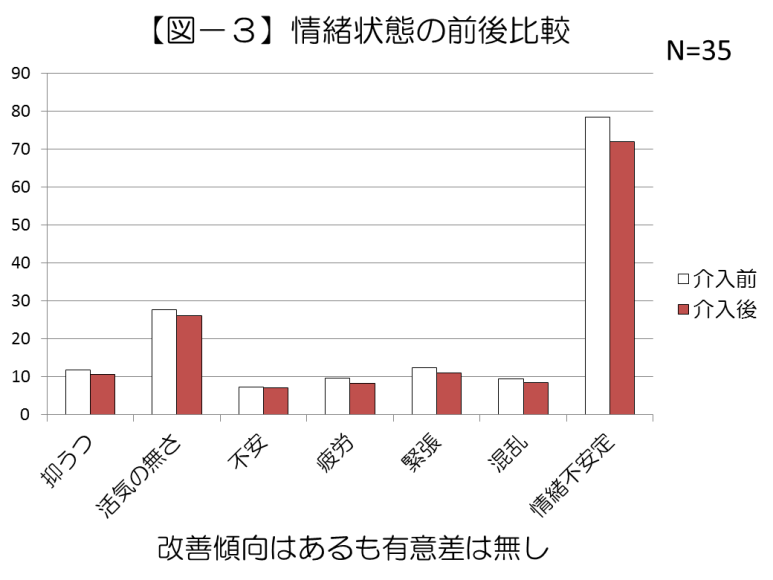 【図－３】情緒状態の前後比較
N=35
90
80
70
60
50
40
30
20
10
0
抑うつ
活気の無さ
不安
疲労
緊張
混乱
情緒不安定
介入前
介入後
改善傾向はあるも有意差は無し